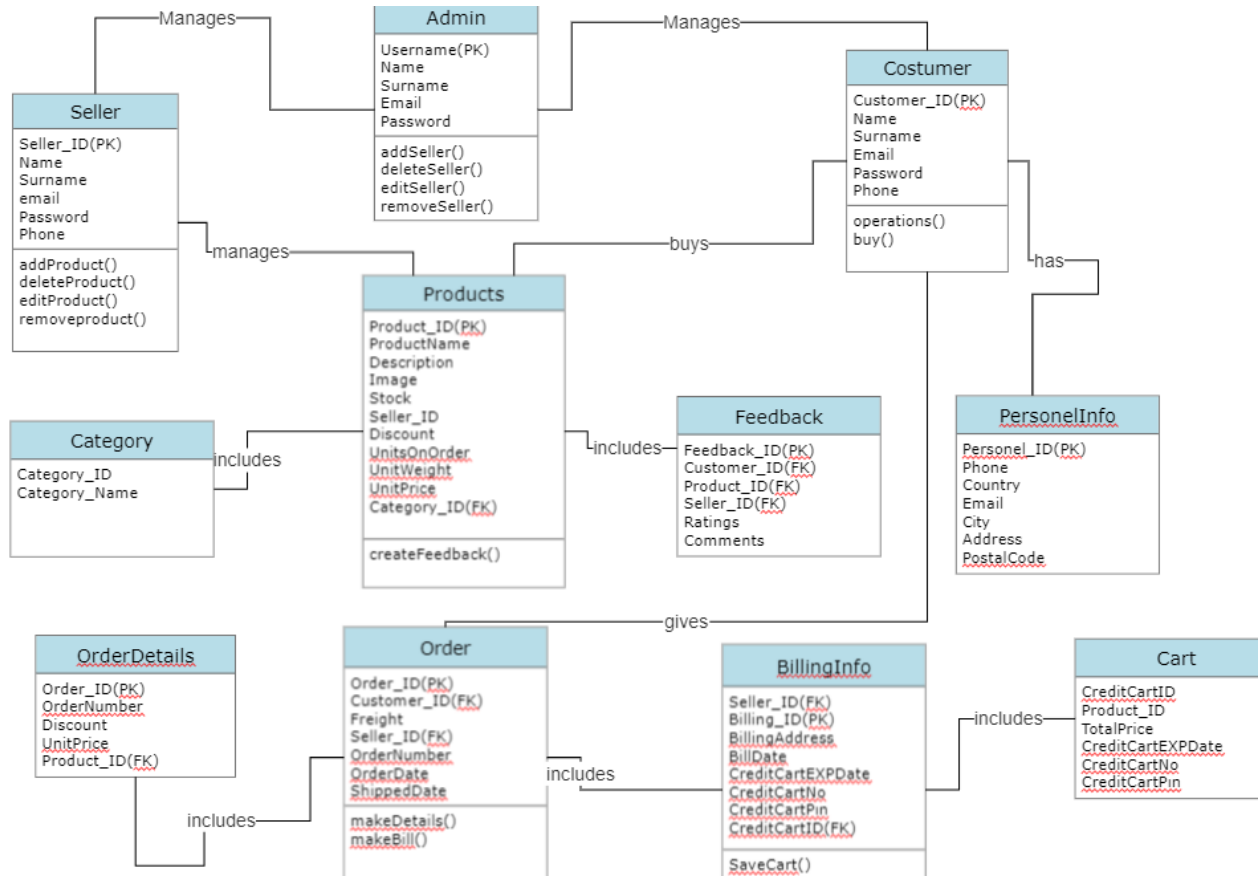 Manages
Admin
Username(PK)
Name
Surname
Email
Password
addSeller()
deleteSeller()
editSeller()
removeSeller()
Manages
Costumer
Customer_ID(PK)
Name
Surname
Email
Password
Phone
operations()
buy()
Seller
Seller_ID(PK)
Name
Surname
email
Password
Phone
addProduct()
deleteProduct()
editProduct()
removeproduct()
manages
buys
has
Products
Product_ID(PK)
ProductName
Description
Image
Stock
Seller_ID
Discount
UnitsOnOrder
UnitWeight
UnitPrice
Category_ID(FK)
createFeedback()
Category
Category_ID
Category_Name
includes
includes
Feedback
Feedback_ID(PK)
Customer_ID(FK)
Product_ID(FK)
Seller_ID(FK)
Ratings
Comments
PersonelInfo
Personel_ID(PK)
Phone
Country
Email
City
Address
PostalCode
gives
OrderDetails
Order_ID(PK)
OrderNumber
Discount
UnitPrice
Product_ID(FK)
includes
Order
Order_ID(PK)
Customer_ID(FK)
Freight
Seller_ID(FK)
OrderNumber
OrderDate
ShippedDate
makeDetails()
makeBill()
includes
BillingInfo
Seller_ID(FK)
Billing_ID(PK)
BillingAddress
BillDate
CreditCartEXPDate
CreditCartNo
CreditCartPin
CreditCartID(FK)
SaveCart()
includes
Cart
CreditCartID
Product_ID
TotalPrice
CreditCartEXPDate
CreditCartNo
CreditCartPin